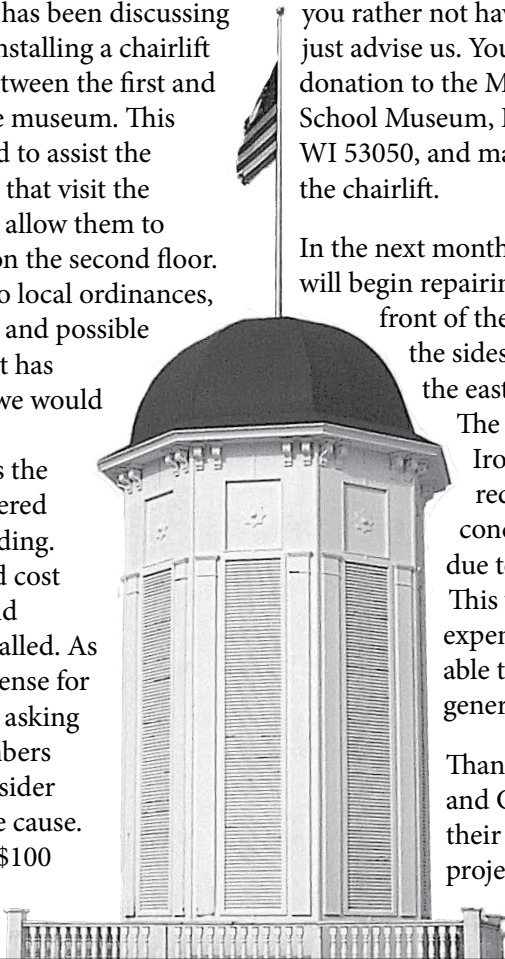 has been discussing
nstalling a chairlift
tween the first and
e museum. This
d to assist the
that visit the
allow them to
on the second floor.
o local ordinances,
and possible
t has
we would
s the
ered
ding.
d cost
nd
alled. As
ense for
asking
bers
sider
e cause.
$100
you rather not hav
just advise us. You
donation to the M
School Museum, P
WI 53050, and ma
the chairlift.
In the next month
will begin repairin
front of the
the sides
the east
The
Iro
rec
cond
due to
This
expen
able t
gener
Than
and C
their
proje